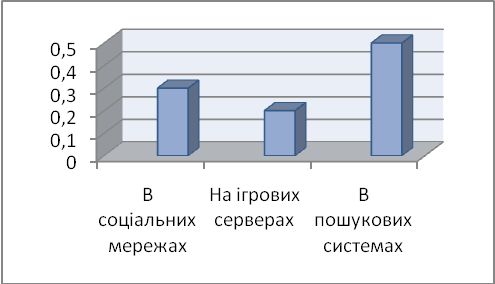 0,5
0,4
0,3
0,2
0,1
0
В соціальних мережах
На ігрових серверах
В пошукових системах